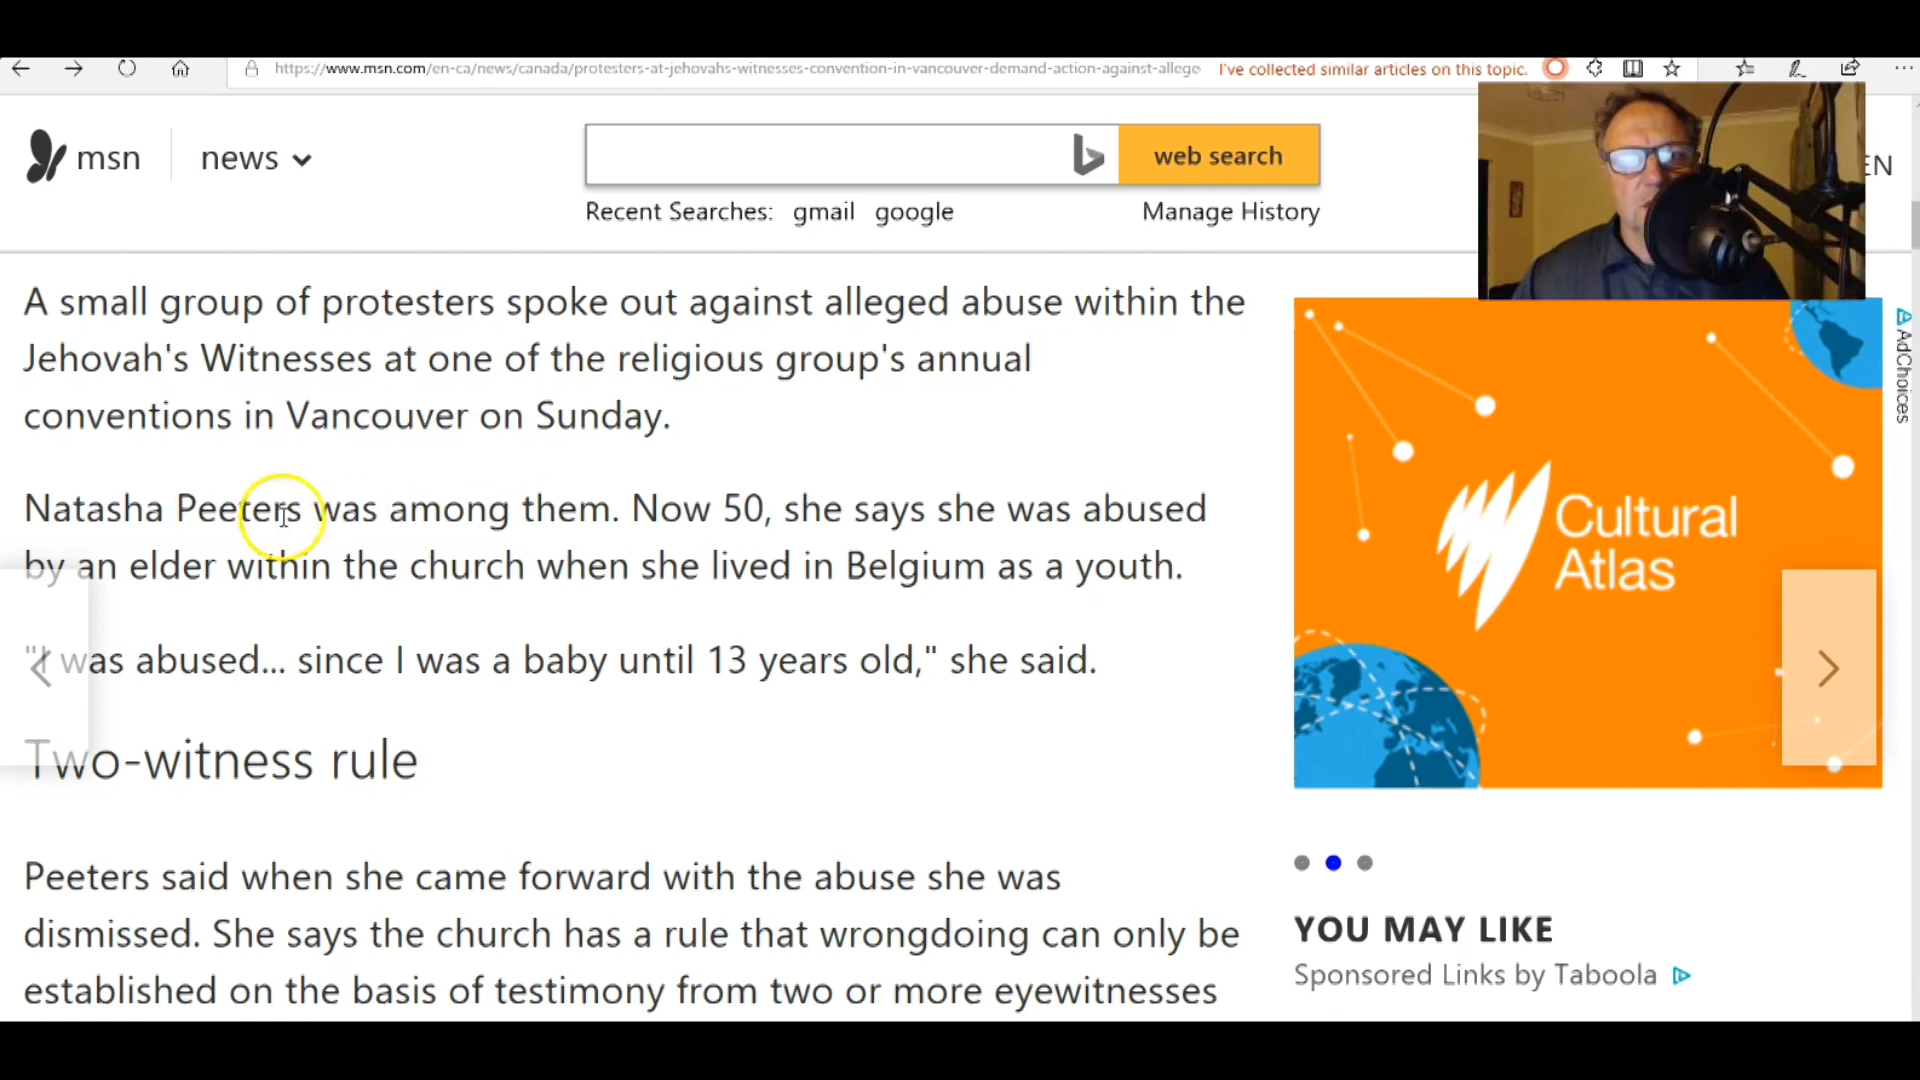 https://www.msn.com/en-ca/news/canada/protesters-at-jehovahs-witnesses-convention-in-vancouver-demand-action-against-allege
I've collected similar articles on this topic.
msn
news
web search
EN
Recent Searches: gmail google
Manage History
A small group of protesters spoke out against alleged abuse within the
Jehovah's Witnesses at one of the religious group's annual
conventions in Vancouver on Sunday.
Natasha Peeters was among them. Now 50, she says she was abused
by an elder within the church when she lived in Belgium as a youth.
"I was abused... since I was a baby until 13 years old," she said.
Two-witness rule
Peeters said when she came forward with the abuse she was
dismissed. She says the church has a rule that wrongdoing can only be
established on the basis of testimony from two or more eyewitnesses
AdChoices
Cultural
Atlas
YOU MAY LIKE
Sponsored Links by Taboola